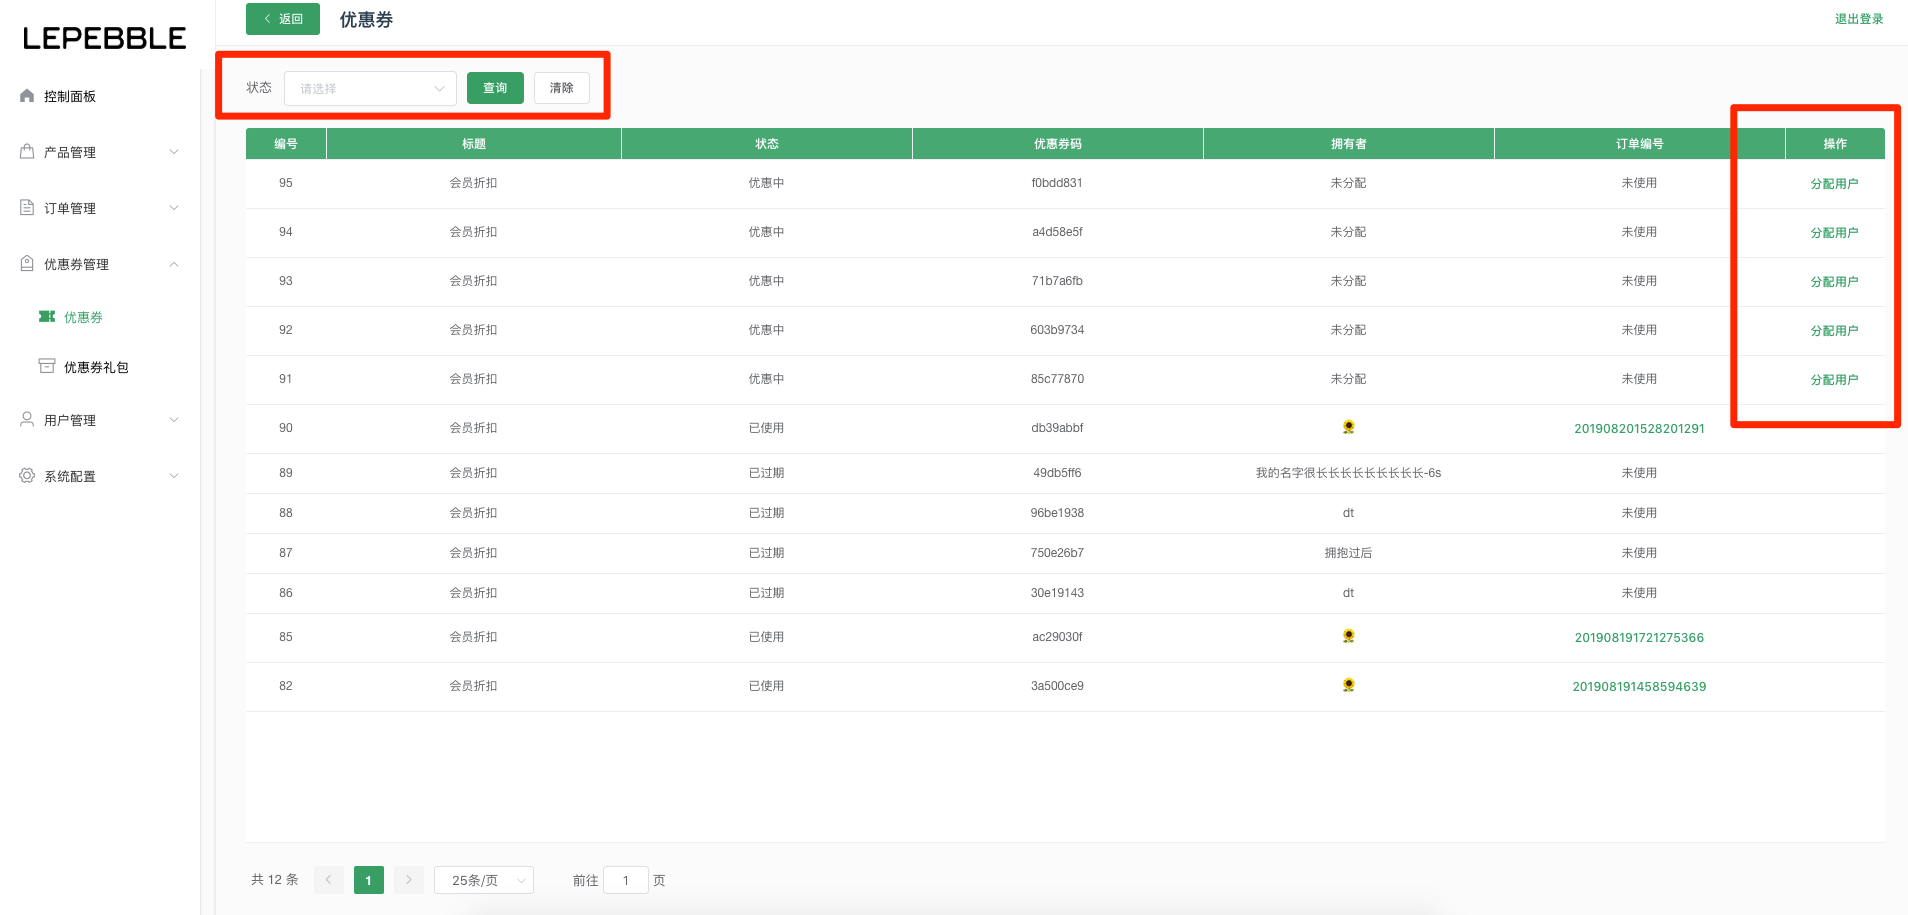 LEPEBBLE
返回 优惠券 退出登录
控制面板
产品管理
订单管理
优惠券管理
优惠券
优惠券礼包
用户管理
系统配置
状态 请选择 查询 清除
编号 标题 状态 优惠券码 拥有者 订单编号 操作
95 会员折扣 优惠中 f0bdd831 未分配 未使用 分配用户
94 会员折扣 优惠中 a4d58e5f 未分配 未使用 分配用户
93 会员折扣 优惠中 71b7a6fb 未分配 未使用 分配用户
92 会员折扣 优惠中 603b9734 未分配 未使用 分配用户
91 会员折扣 优惠中 85c77870 未分配 未使用 分配用户
90 会员折扣 已使用 db39abbf 🌻 201908201528201291
89 会员折扣 已过期 49db5ff6 我的名字很长长长长长长长长长-6s 未使用
88 会员折扣 已过期 96be1938 dt 未使用
87 会员折扣 已过期 750e26b7 拥抱过后 未使用
86 会员折扣 已过期 30e19143 dt 未使用
85 会员折扣 已使用 ac29030f 🌻 201908191721275366
82 会员折扣 已使用 3a500ce9 🌻 201908191458594639
共 12 条 1 25条/页 前往 1 页